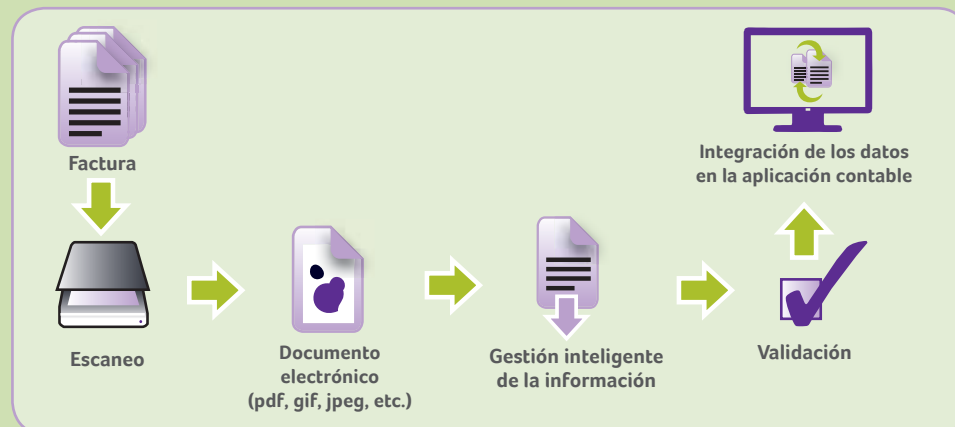 Factura
Escaneo
Documento
electrónico
(pdf, gif, jpeg, etc.)
Gestión inteligente
de la información
Validación
Integración de los datos
en la aplicación contable